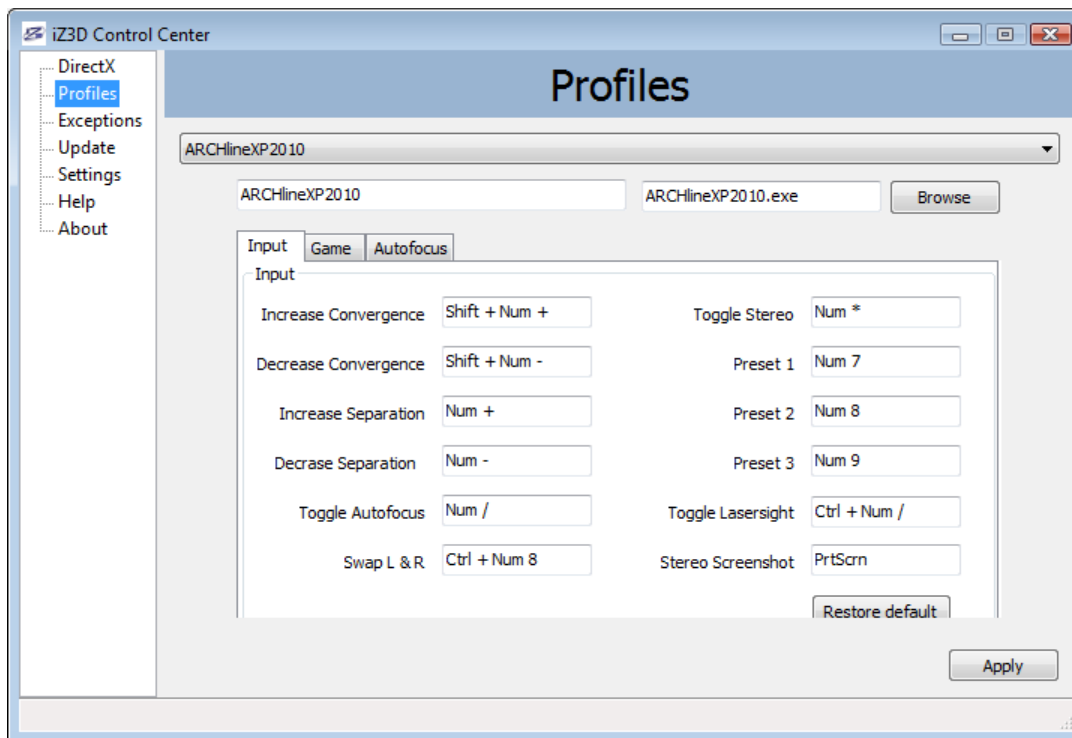 iZ3D Control Center
DirectX
Profiles
Exceptions
Update
Settings
Help
About
Profiles
ARCHlineXP2010
ARCHlineXP2010 ARCHlineXP2010.exe Browse
Input Game Autofocus
Input
Increase Convergence Shift + Num + Toggle Stereo Num *
Decrease Convergence Shift + Num - Preset 1 Num 7
Increase Separation Num + Preset 2 Num 8
Decrase Separation Num - Preset 3 Num 9
Toggle Autofocus Num / Toggle Lasersight Ctrl + Num /
Swap L & R Ctrl + Num 8 Stereo Screenshot PrtScrn
Restore default
Apply